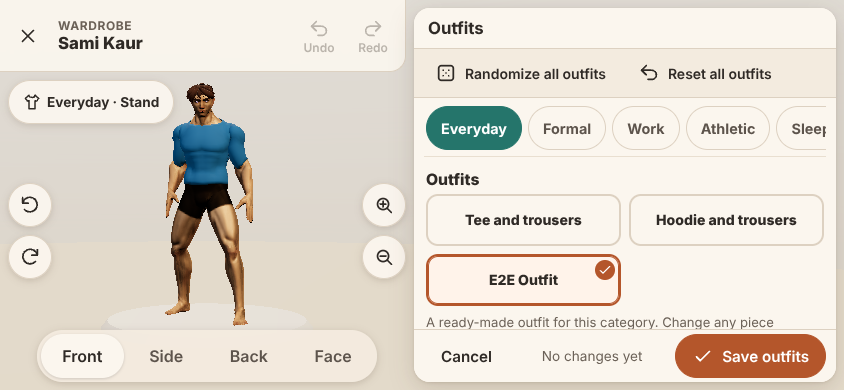 WARDROBE
Sami Kaur
Undo
Redo
Everyday · Stand
Front
Side
Back
Face
Outfits
Randomize all outfits
Reset all outfits
Everyday
Formal
Work
Athletic
Sleep
Outfits
Tee and trousers
Hoodie and trousers
E2E Outfit
A ready-made outfit for this category. Change any piece
Cancel
No changes yet
Save outfits